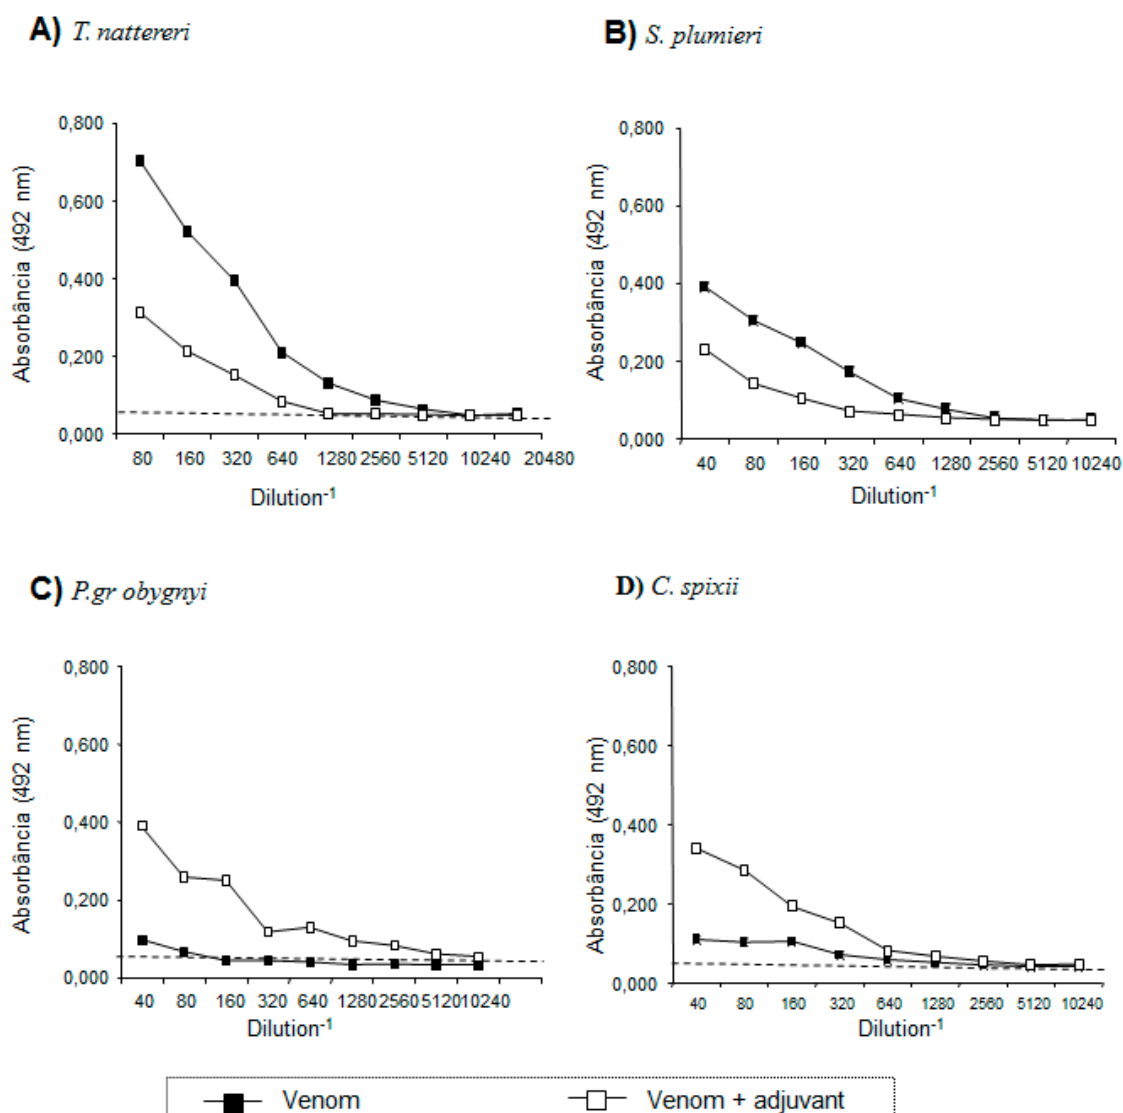 A) T. nattereri
B) S. plumieri
0,800
0,600
0,400
0,200
0,000
Absorbância (492 nm)
80 160 320 640 1280 2560 5120 10240 20480
Dilution-1
0,800
0,600
0,400
0,200
0,000
Absorbância (492 nm)
40 80 160 320 640 1280 2560 5120 10240
Dilution-1
C) P.gr obygnyi
D) C. spixii
0,800
0,600
0,400
0,200
0,000
Absorbância (492 nm)
40 80 160 320 640 1280 2560 5120 10240
Dilution-1
0,800
0,600
0,400
0,200
0,000
Absorbância (492 nm)
40 80 160 320 640 1280 2560 5120 10240
Dilution-1
Venom
Venom + adjuvant